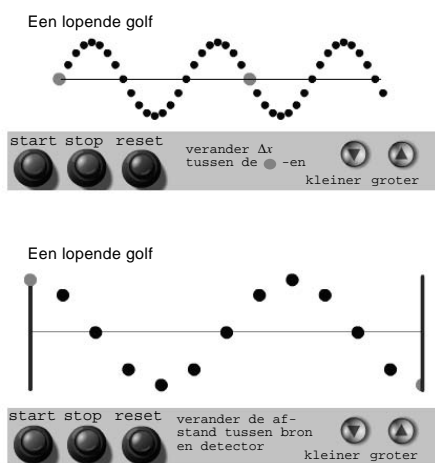 Een lopende golf
start stop reset
verander Δx
tussen de -en
kleiner groter
Een lopende golf
start stop reset
verander de af-
stand tussen bron
en detector
kleiner groter